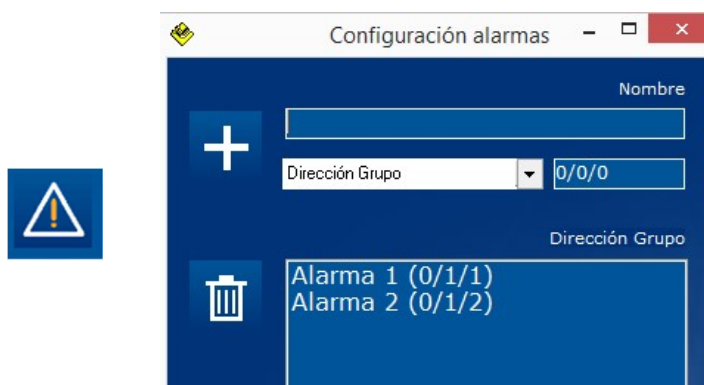 Configuración alarmas
Nombre
Dirección Grupo
0/0/0
Dirección Grupo
Alarma 1 (0/1/1)
Alarma 2 (0/1/2)